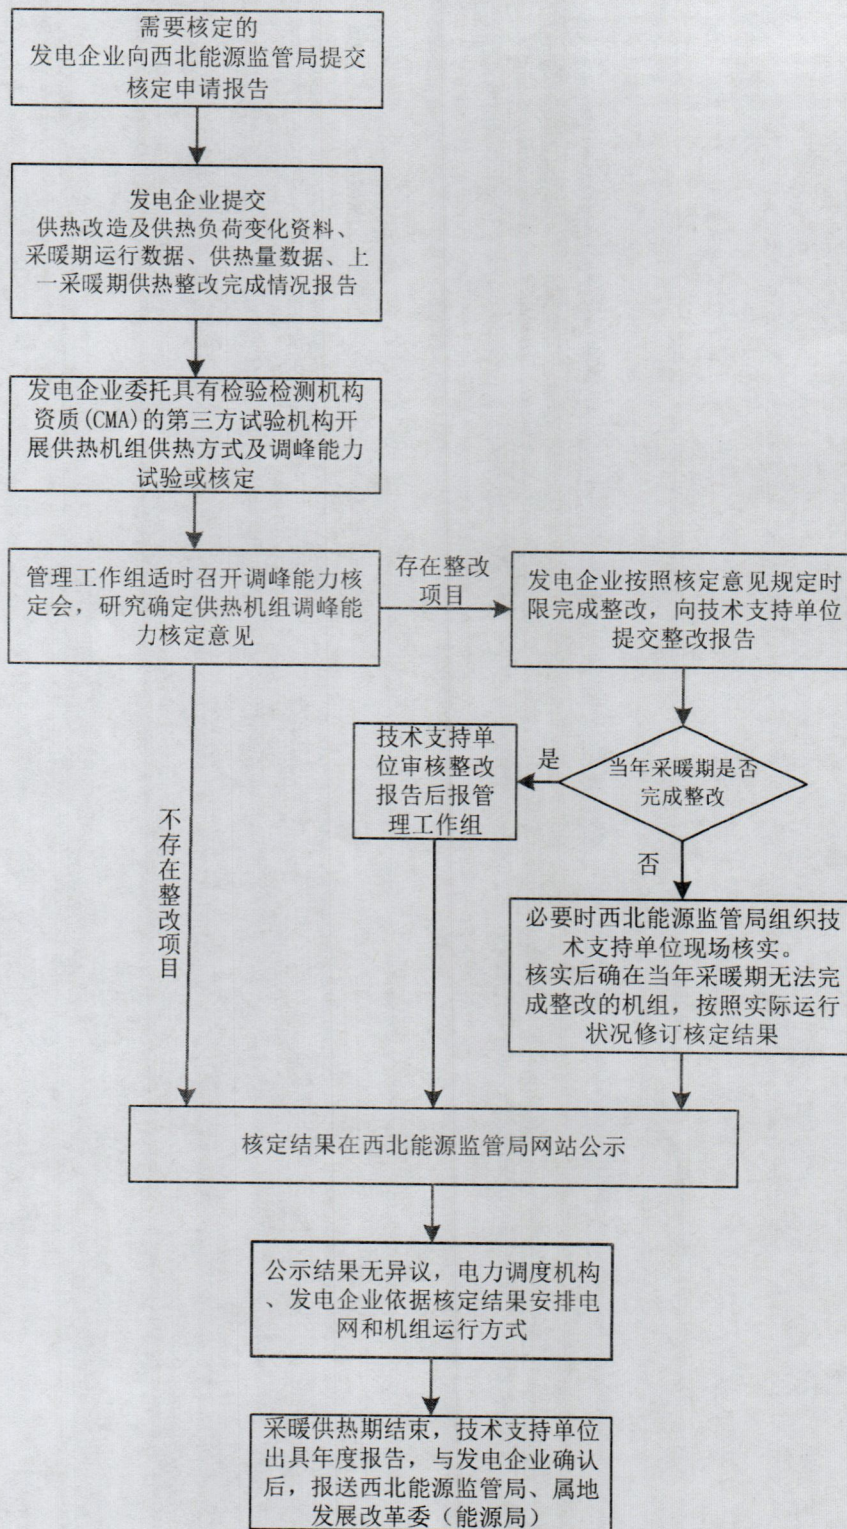 需要核定的
发电企业向西北能源监管局提交
核定申请报告
发电企业提交
供热改造及供热负荷变化资料、
采暖期运行数据、供热量数据、上
一采暖期供热整改完成情况报告
发电企业委托具有检验检测机构
资质(CMA)的第三方试验机构开
展供热机组供热方式及调峰能力
试验或核定
管理工作组适时召开调峰能力核
定会，研究确定供热机组调峰能
力核定意见
存在整改
项目
发电企业按照核定意见规定时
限完成整改，向技术支持单位
提交整改报告
当年采暖期是否
完成整改
是
技术支持单
位审核整改
报告后报管
理工作组
否
必要时西北能源监管局组织技
术支持单位现场核实。
核实后确在当年采暖期无法完
成整改的机组，按照实际运行
状况修订核定结果
不存在整改项目
核定结果在西北能源监管局网站公示
公示结果无异议，电力调度机构
、发电企业依据核定结果安排电
网和机组运行方式
采暖供热期结束，技术支持单位
出具年度报告，与发电企业确认
后，报送西北能源监管局、属地
发展改革委（能源局）